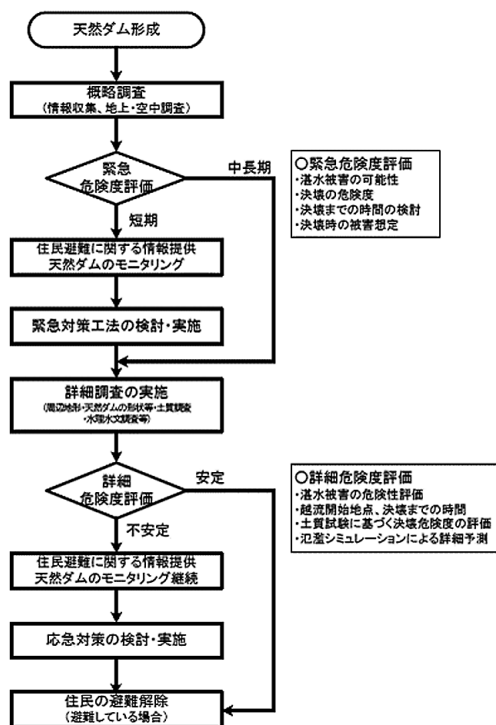 天然ダム形成
概略調査
(情報収集、地上・空中調査)
緊急
危険度評価
中長期
短期
○緊急危険度評価
・湛水被害の可能性
・決壊の危険度
・決壊までの時間の検討
・決壊時の被害想定
住民避難に関する情報提供
天然ダムのモニタリング
緊急対策工法の検討・実施
詳細調査の実施
(周辺地形・天然ダムの形状等・土質調査
・水理水文調査等)
詳細
危険度評価
安定
不安定
○詳細危険度評価
・湛水被害の危険性評価
・越流開始地点、決壊までの時間
・土質試験に基づく決壊危険度の評価
・氾濫シミュレーションによる詳細予測
住民避難に関する情報提供
天然ダムのモニタリング継続
応急対策の検討・実施
住民の避難解除
(避難している場合)